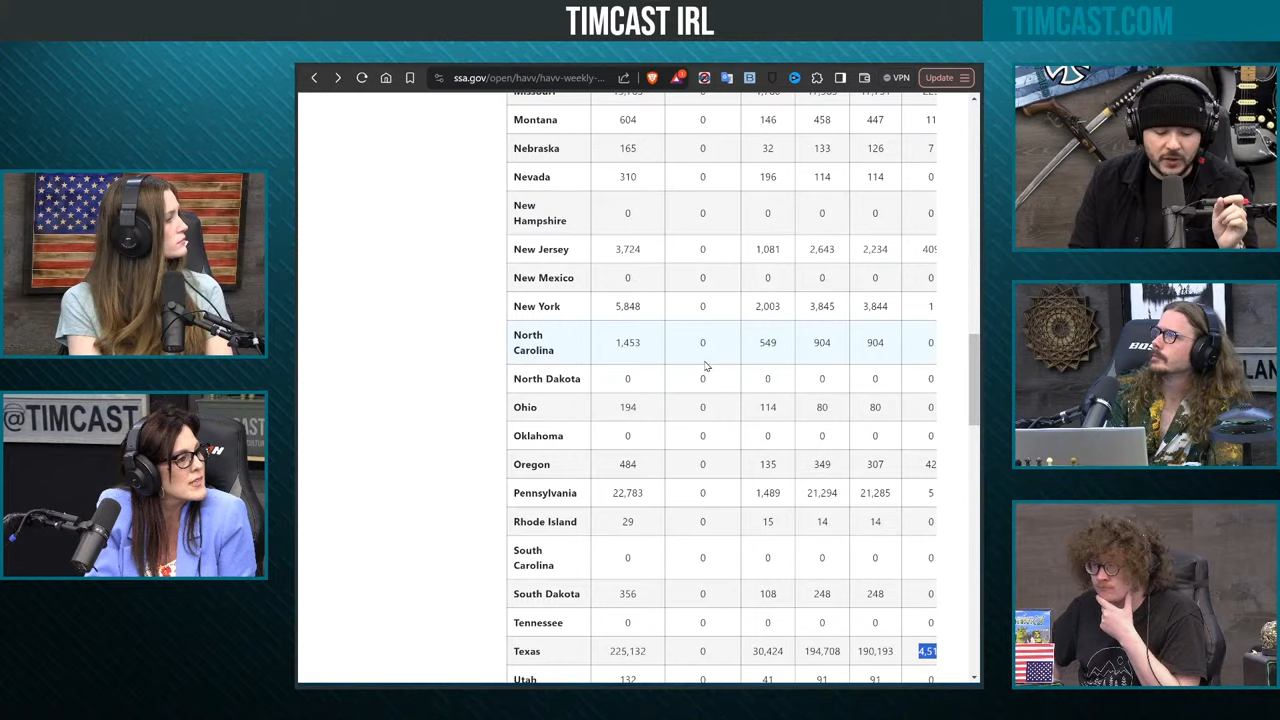 TIMCAST IRL
TIMCAST.COM
ssa.gov/open/havv/havv-weekly-...
VPN
Update
Missouri
Montana 604 0 146 458 447 11
Nebraska 165 0 32 133 126 7
Nevada 310 0 196 114 114 0
New
Hampshire 0 0 0 0 0 0
New Jersey 3,724 0 1,081 2,643 2,234 409
New Mexico 0 0 0 0 0 0
New York 5,848 0 2,003 3,845 3,844 1
North
Carolina 1,453 0 549 904 904 0
North Dakota 0 0 0 0 0 0
Ohio 194 0 114 80 80 0
Oklahoma 0 0 0 0 0 0
Oregon 484 0 135 349 307 42
Pennsylvania 22,783 0 1,489 21,294 21,285 5
Rhode Island 29 0 15 14 14 0
South
Carolina 0 0 0 0 0 0
South Dakota 356 0 108 248 248 0
Tennessee 0 0 0 0 0 0
Texas 225,132 0 30,424 194,708 190,193 4,51
Utah 132 0 41 91 91 0
@TIMCAST